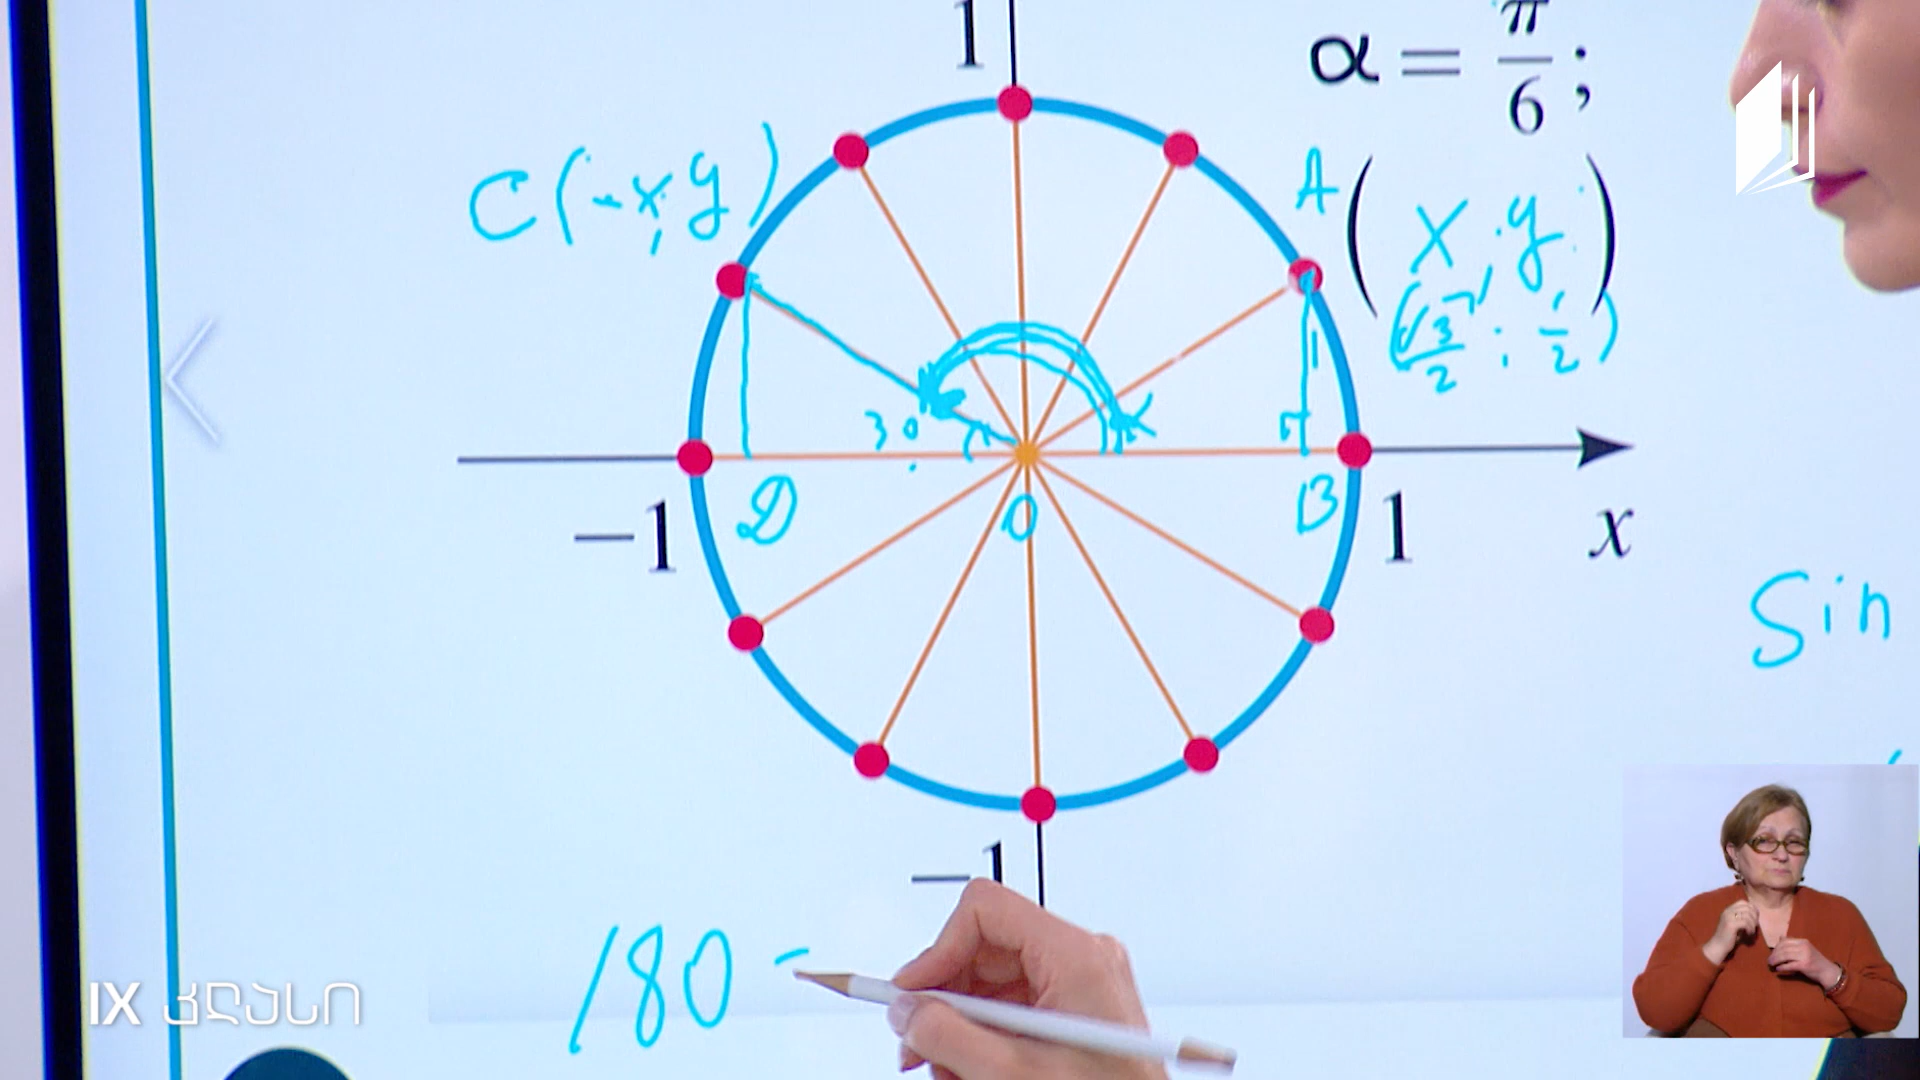 1
α = π/6;
C(-x, y)
A (x, y)
(√3/2 ; 1/2)
30
D
O
B
-1
1
x
Sin
-1
180 -
IX კლასი